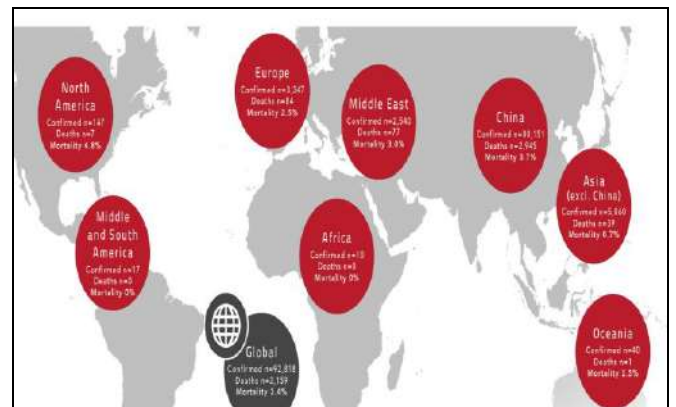 North
America
Confirmed n=147
Deaths n=7
Mortality 4.8%
Europe
Confirmed n=3,347
Deaths
Mortality 2.5%
Middle East
Confirmed n=2,540
Deaths n=77
Mortality 3.0%
China
Confirmed n=80,151
Deaths n=2,945
Mortality 3.7%
Asia
(excl. China)
Confirmed
Deaths n=39
Mortality 0.7%
Middle
and South
America
Confirmed n=17
Deaths n=0
Mortality 0%
Africa
Confirmed n=10
Deaths n=0
Mortality 0%
Oceania
Confirmed n=40
Deaths n=1
Mortality 2.5%
Global
Confirmed n=92,818
Deaths n=3,159
Mortality 3.4%